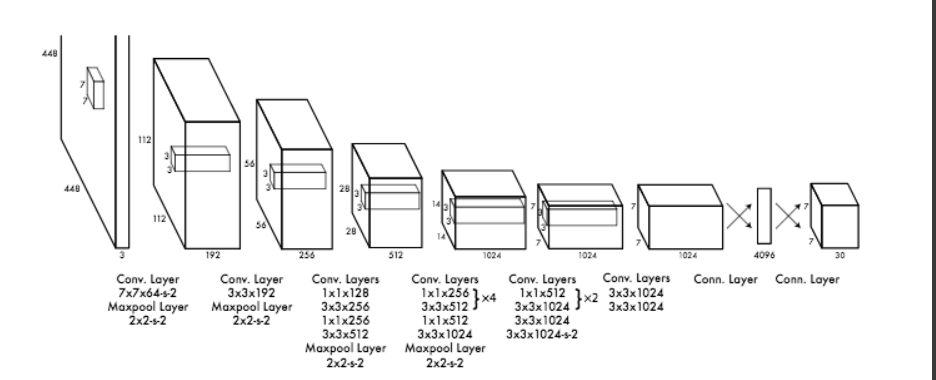 448
448
7
7
3
112
112
3
3
192
56
56
3
3
256
28
28
3
3
512
14
14
3
3
1024
7
7
3
3
1024
7
7
1024
4096
7
7
30
Conv. Layer
7x7x64-s-2
Maxpool Layer
2x2-s-2
Conv. Layer
3x3x192
Maxpool Layer
2x2-s-2
Conv. Layers
1x1x128
3x3x256
1x1x256
3x3x512
Maxpool Layer
2x2-s-2
Conv. Layers
1x1x256
3x3x512 }×4
1x1x512
3x3x1024
Maxpool Layer
2x2-s-2
Conv. Layers
1x1x512
3x3x1024 }×2
3x3x1024
3x3x1024-s-2
Conv. Layers
3x3x1024
3x3x1024
Conn. Layer
Conn. Layer